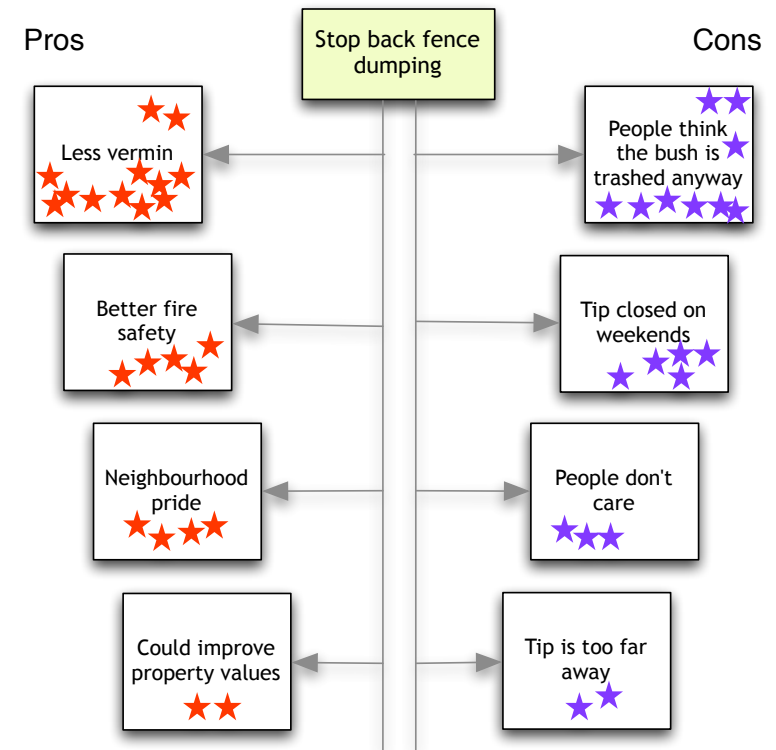 Pros
Stop back fence
dumping
Cons
Less vermin
People think
the bush is
trashed anyway
Better fire
safety
Tip closed on
weekends
Neighbourhood
pride
People don't
care
Could improve
property values
Tip is too far
away